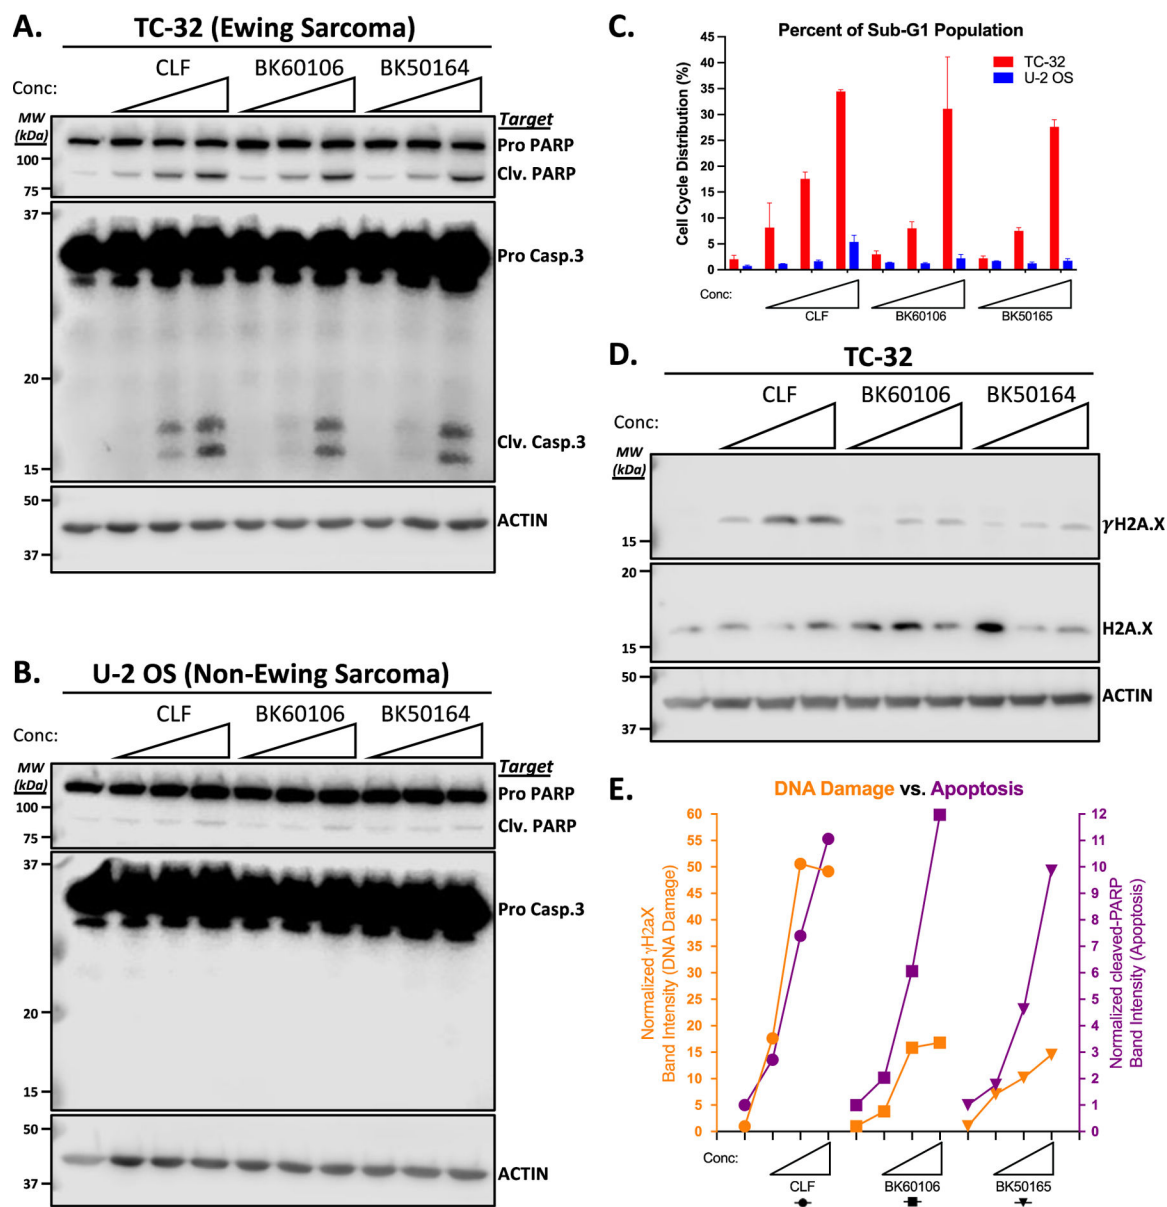 A.
TC-32 (Ewing Sarcoma)
CLF BK60106 BK50164
Conc:
MW
(kDa)
Target
Pro PARP
100
Clv. PARP
75
37
Pro Casp.3
20
Clv. Casp.3
15
50
ACTIN
37
B.
U-2 OS (Non-Ewing Sarcoma)
CLF BK60106 BK50164
Conc:
MW
(kDa)
Target
Pro PARP
100
Clv. PARP
75
37
Pro Casp.3
20
15
50
ACTIN
37
C.
Percent of Sub-G1 Population
Cell Cycle Distribution (%)
45
40
35
30
25
20
15
10
5
0
TC-32
U-2 OS
Conc:
CLF BK60106 BK50165
D.
TC-32
CLF BK60106 BK50164
Conc:
MW
(kDa)
γH2A.X
15
20
H2A.X
15
50
ACTIN
37
E.
DNA Damage vs. Apoptosis
Normalized γH2aX
Band Intensity (DNA Damage)
60
55
50
45
40
35
30
25
20
15
10
5
0
12
11
10
9
8
7
6
5
4
3
2
1
0
Normalized cleaved-PARP
Band Intensity (Apoptosis)
Conc:
CLF BK60106 BK50165